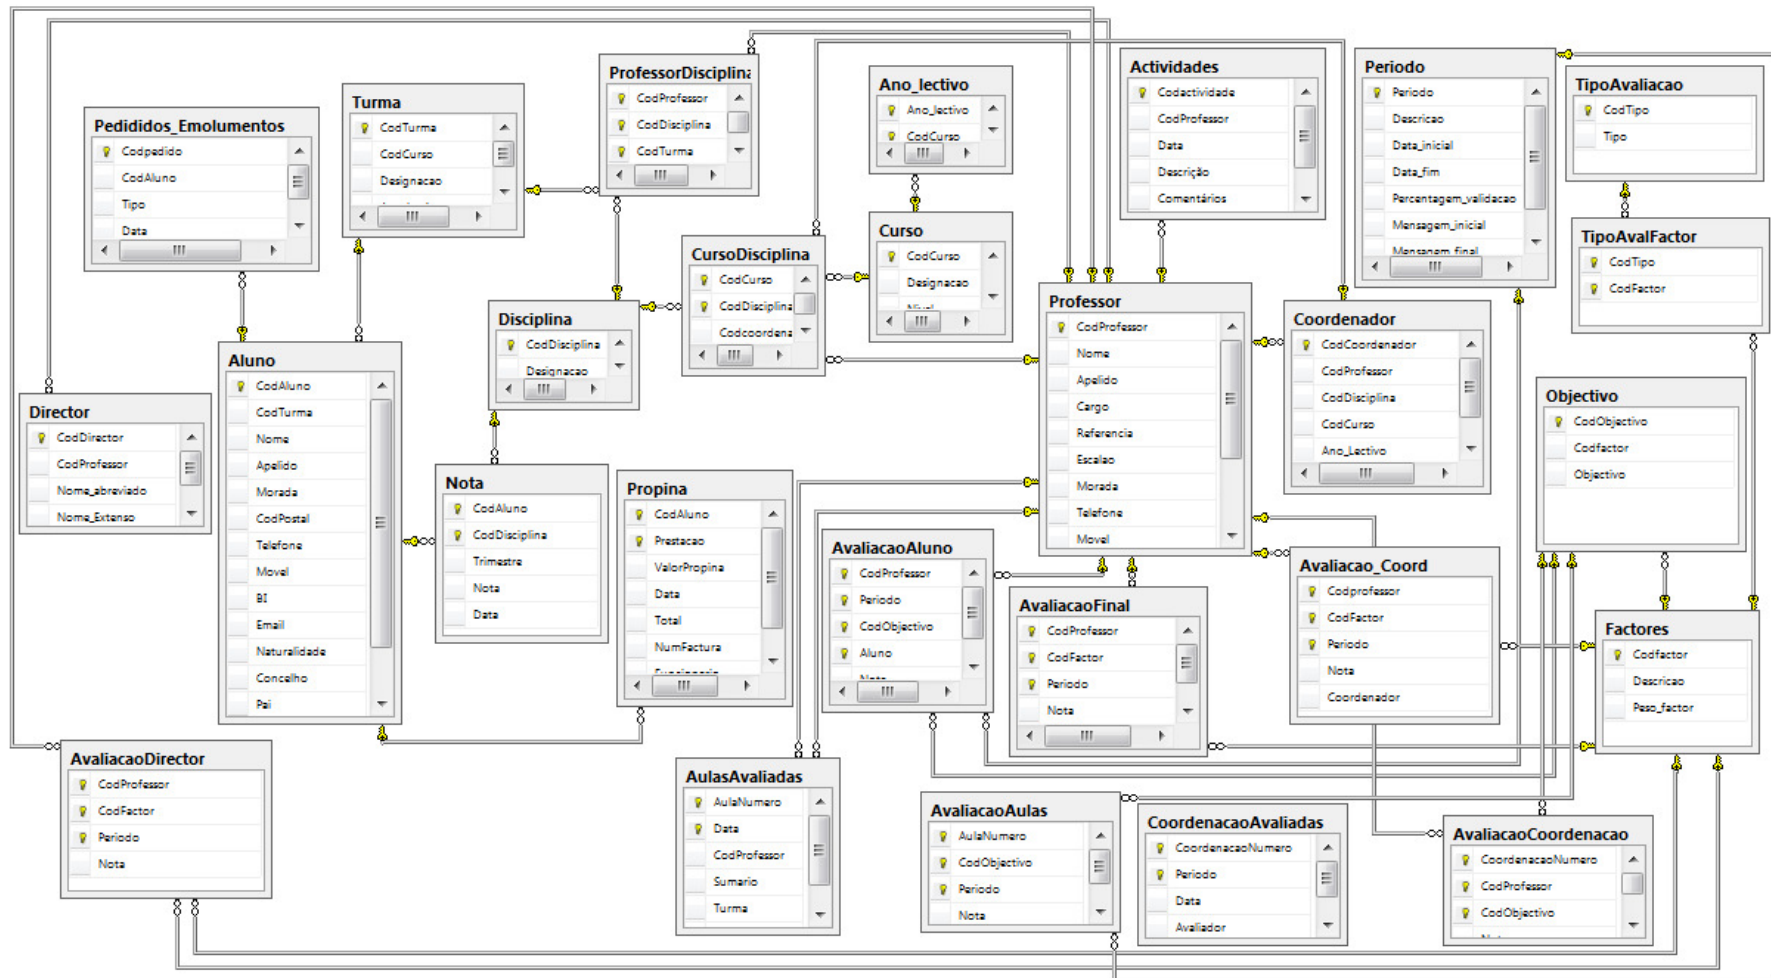 Pedididos_Emolumentos
Codpedido
CodAluno
Tipo
Data
Turma
CodTurma
CodCurso
Designacao
ProfessorDisciplina
CodProfessor
CodDisciplina
CodTurma
Ano_lectivo
Ano_lectivo
CodCurso
Actividades
Codactividade
CodProfessor
Data
Descrição
Comentários
Periodo
Periodo
Descricao
Data_inicial
Data_fim
Percentagem_validacao
Mensagem_inicial
Mensagem_final
TipoAvaliacao
CodTipo
Tipo
TipoAvalFactor
CodTipo
CodFactor
CursoDisciplina
CodCurso
CodDisciplina
Codcoordena
Curso
CodCurso
Designacao
Nivel
Disciplina
CodDisciplina
Designacao
Professor
CodProfessor
Nome
Apelido
Cargo
Referencia
Escalao
Morada
Telefone
Movel
Coordenador
CodCoordenador
CodProfessor
CodDisciplina
CodCurso
Ano_Lectivo
Objectivo
CodObjectivo
Codfactor
Objectivo
Director
CodDirector
CodProfessor
Nome_abreviado
Nome_Extenso
Aluno
CodAluno
CodTurma
Nome
Apelido
Morada
CodPostal
Telefone
Movel
BI
Email
Naturalidade
Concelho
Pai
Nota
CodAluno
CodDisciplina
Trimestre
Nota
Data
Propina
CodAluno
Prestacao
ValorPropina
Data
Total
NumFactura
Funcionario
AvaliacaoAluno
CodProfessor
Periodo
CodObjectivo
Aluno
Nota
AvaliacaoFinal
CodProfessor
CodFactor
Periodo
Nota
Avaliacao_Coord
Codprofessor
CodFactor
Periodo
Nota
Coordenador
Factores
Codfactor
Descricao
Peso_factor
AvaliacaoDirector
CodProfessor
CodFactor
Periodo
Nota
AulasAvaliadas
AulaNumero
Data
CodProfessor
Sumario
Turma
AvaliacaoAulas
AulaNumero
CodObjectivo
Periodo
Nota
CoordenacaoAvaliadas
CoordenacaoNumero
Periodo
Data
Avaliador
AvaliacaoCoordenacao
CoordenacaoNumero
CodProfessor
CodObjectivo